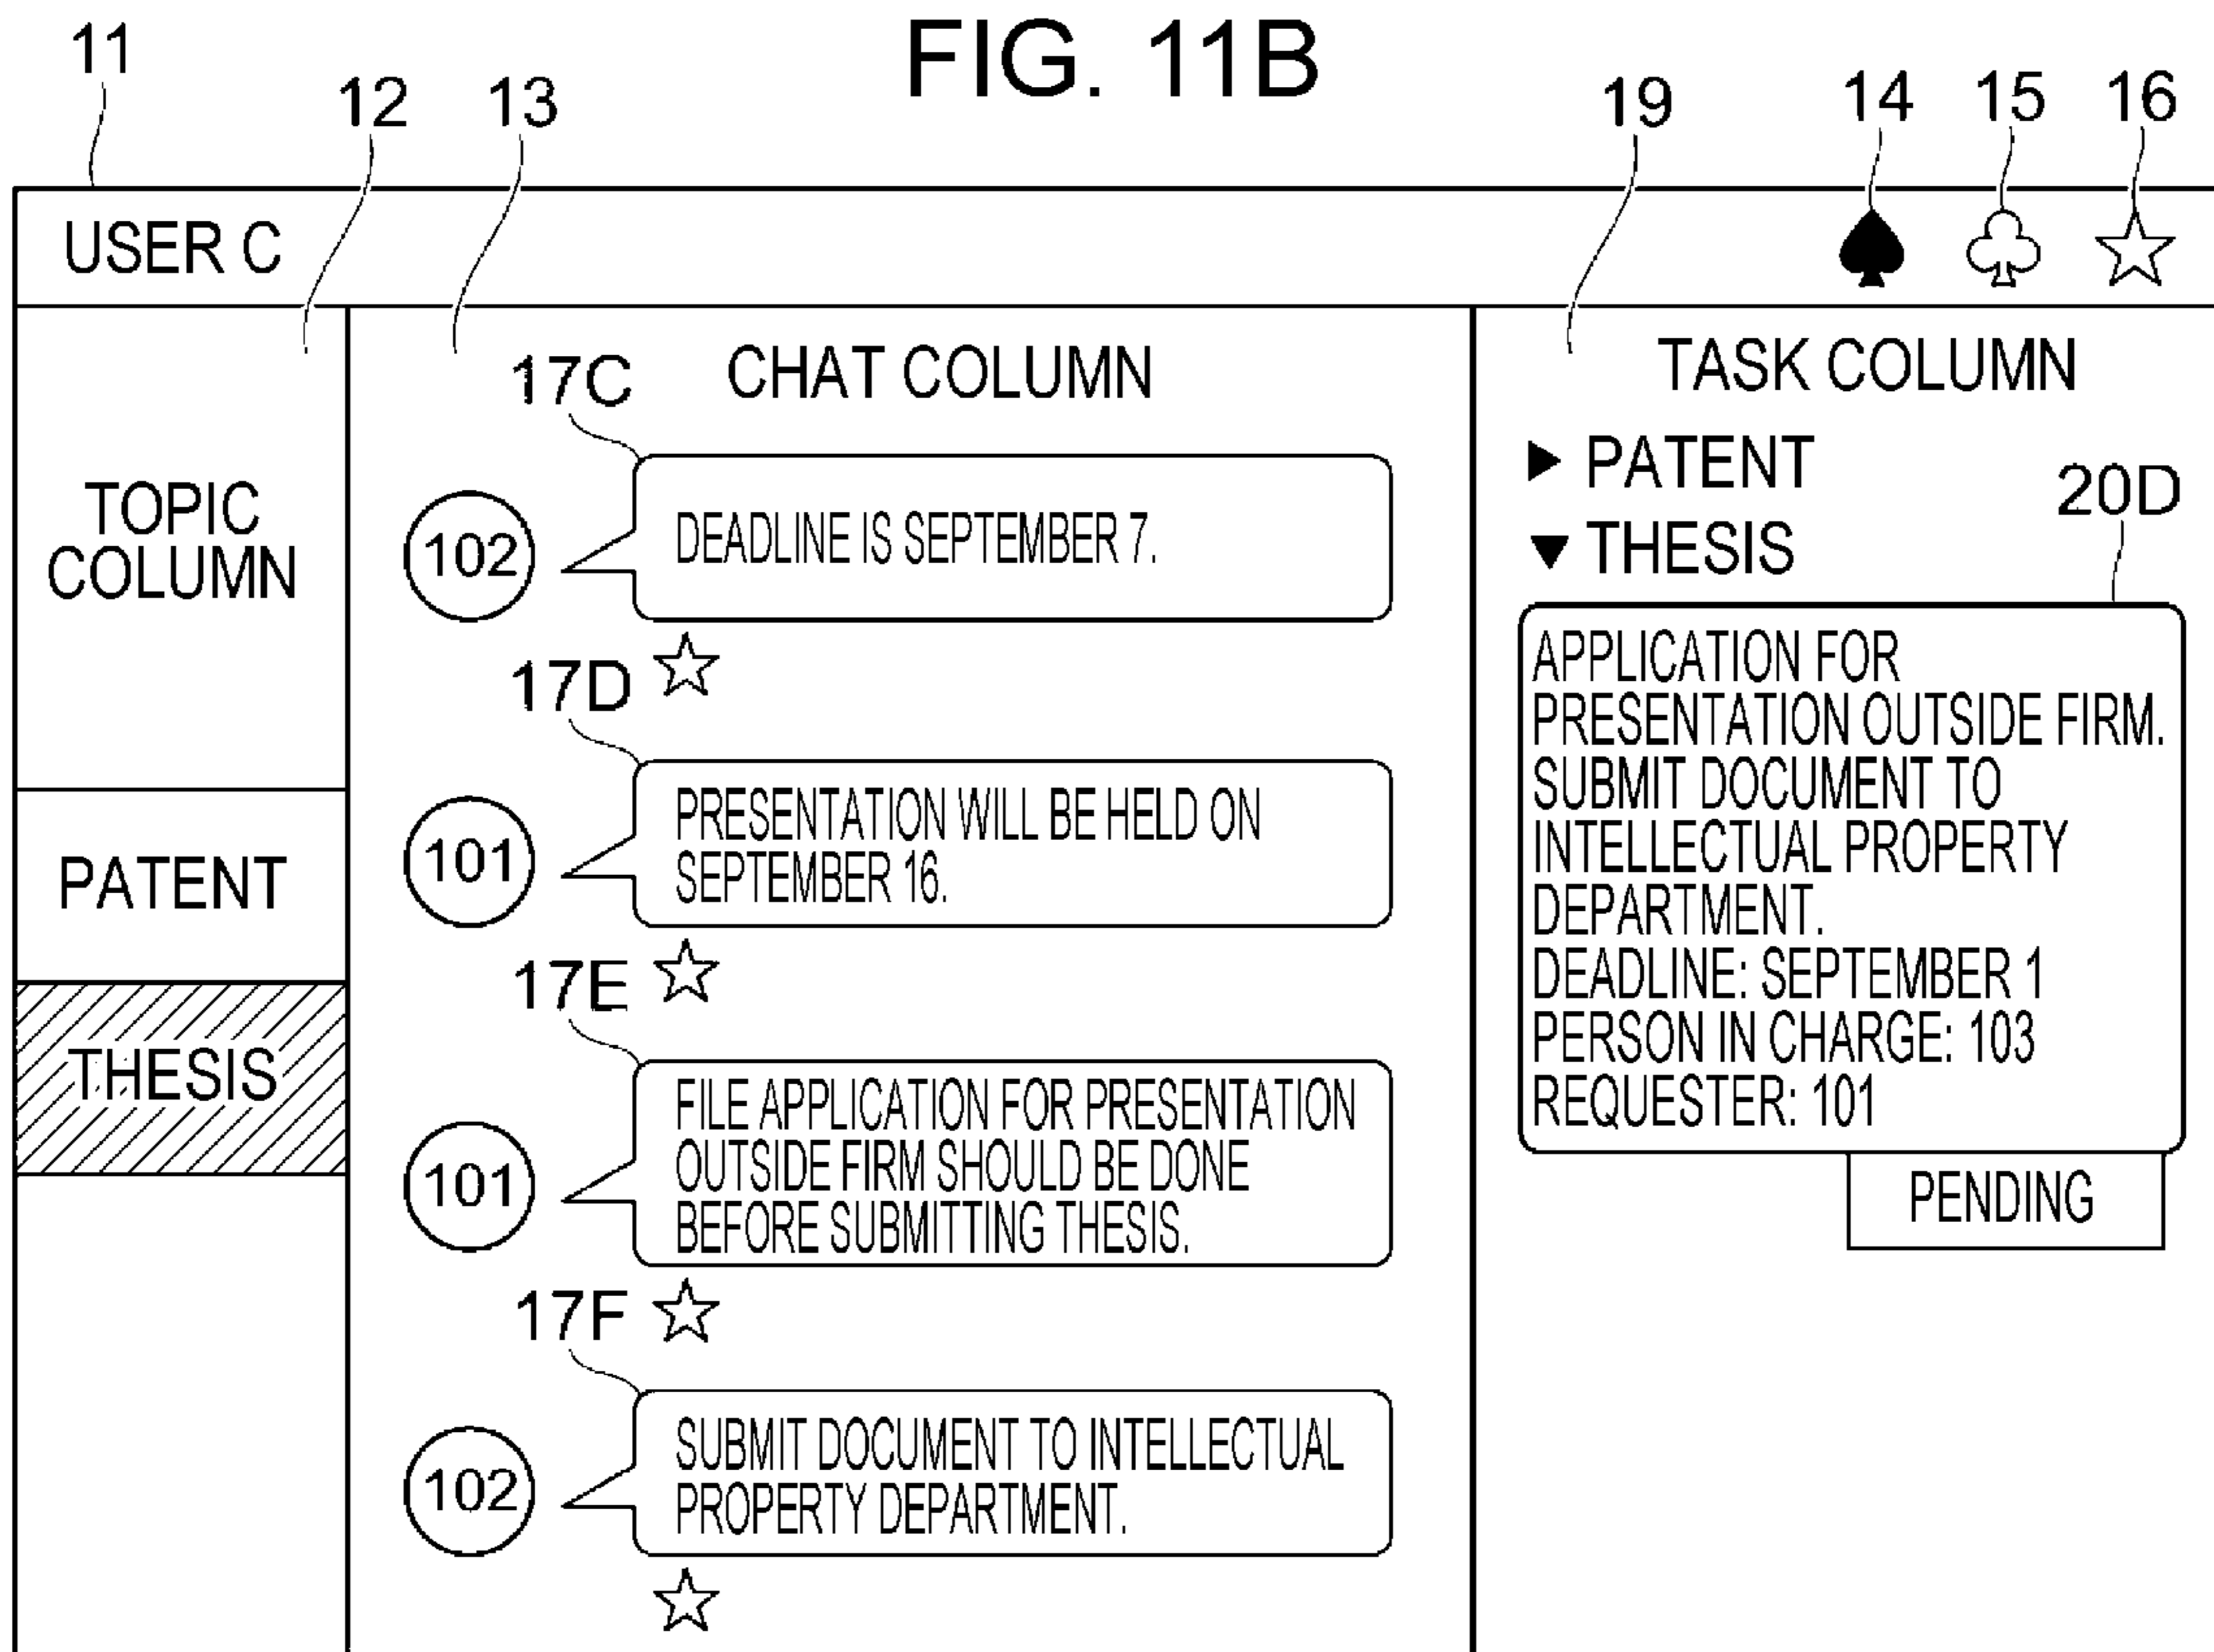 FIG. 11B
11
12
13
19
14
15
16
USER C
TOPIC
COLUMN
PATENT
THESIS
CHAT COLUMN
17C
102
DEADLINE IS SEPTEMBER 7.
17D
101
PRESENTATION WILL BE HELD ON
SEPTEMBER 16.
17E
101
FILE APPLICATION FOR PRESENTATION
OUTSIDE FIRM SHOULD BE DONE
BEFORE SUBMITTING THESIS.
17F
102
SUBMIT DOCUMENT TO INTELLECTUAL
PROPERTY DEPARTMENT.
TASK COLUMN
▶ PATENT
▼ THESIS
20D
APPLICATION FOR
PRESENTATION OUTSIDE FIRM.
SUBMIT DOCUMENT TO
INTELLECTUAL PROPERTY
DEPARTMENT.
DEADLINE: SEPTEMBER 1
PERSON IN CHARGE: 103
REQUESTER: 101
PENDING